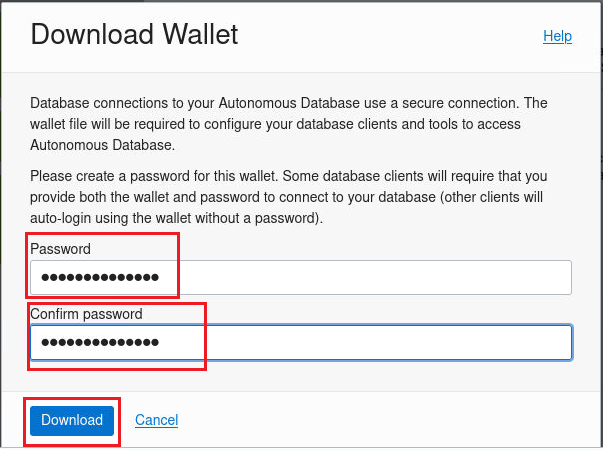 Download Wallet
Help
Database connections to your Autonomous Database use a secure connection. The
wallet file will be required to configure your database clients and tools to access
Autonomous Database.
Please create a password for this wallet. Some database clients will require that you
provide both the wallet and password to connect to your database (other clients will
auto-login using the wallet without a password).
Password
●●●●●●●●●●●●●●
Confirm password
●●●●●●●●●●●●●●
Download
Cancel